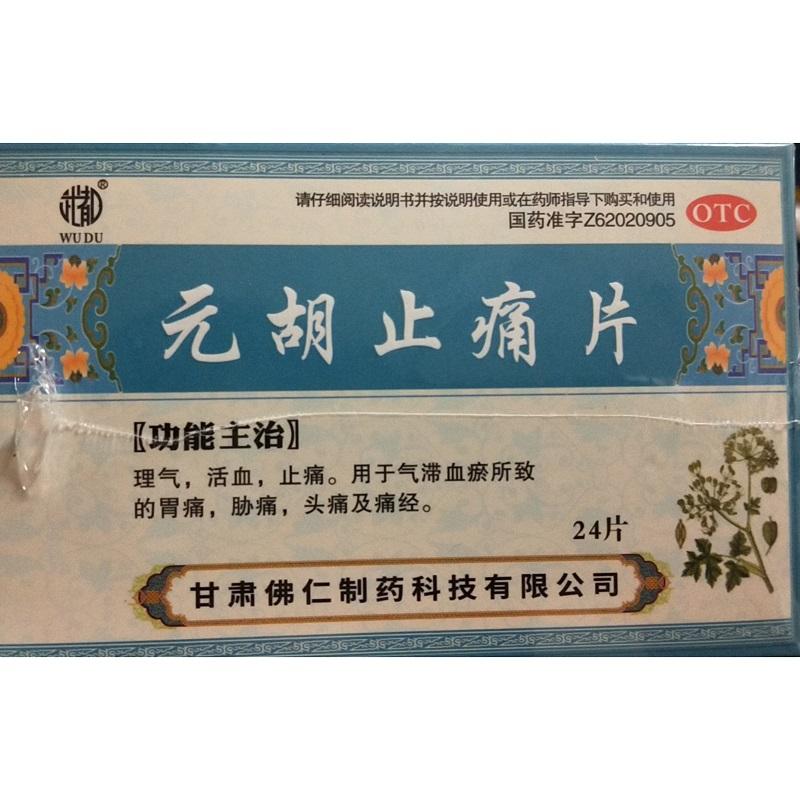 武都®
WU DU
请仔细阅读说明书并按说明使用或在药师指导下购买和使用
国药准字Z62020905
OTC
元胡止痛片
【功能主治】
理气，活血，止痛。用于气滞血瘀所致
的胃痛，胁痛，头痛及痛经。
24片
甘肃佛仁制药科技有限公司